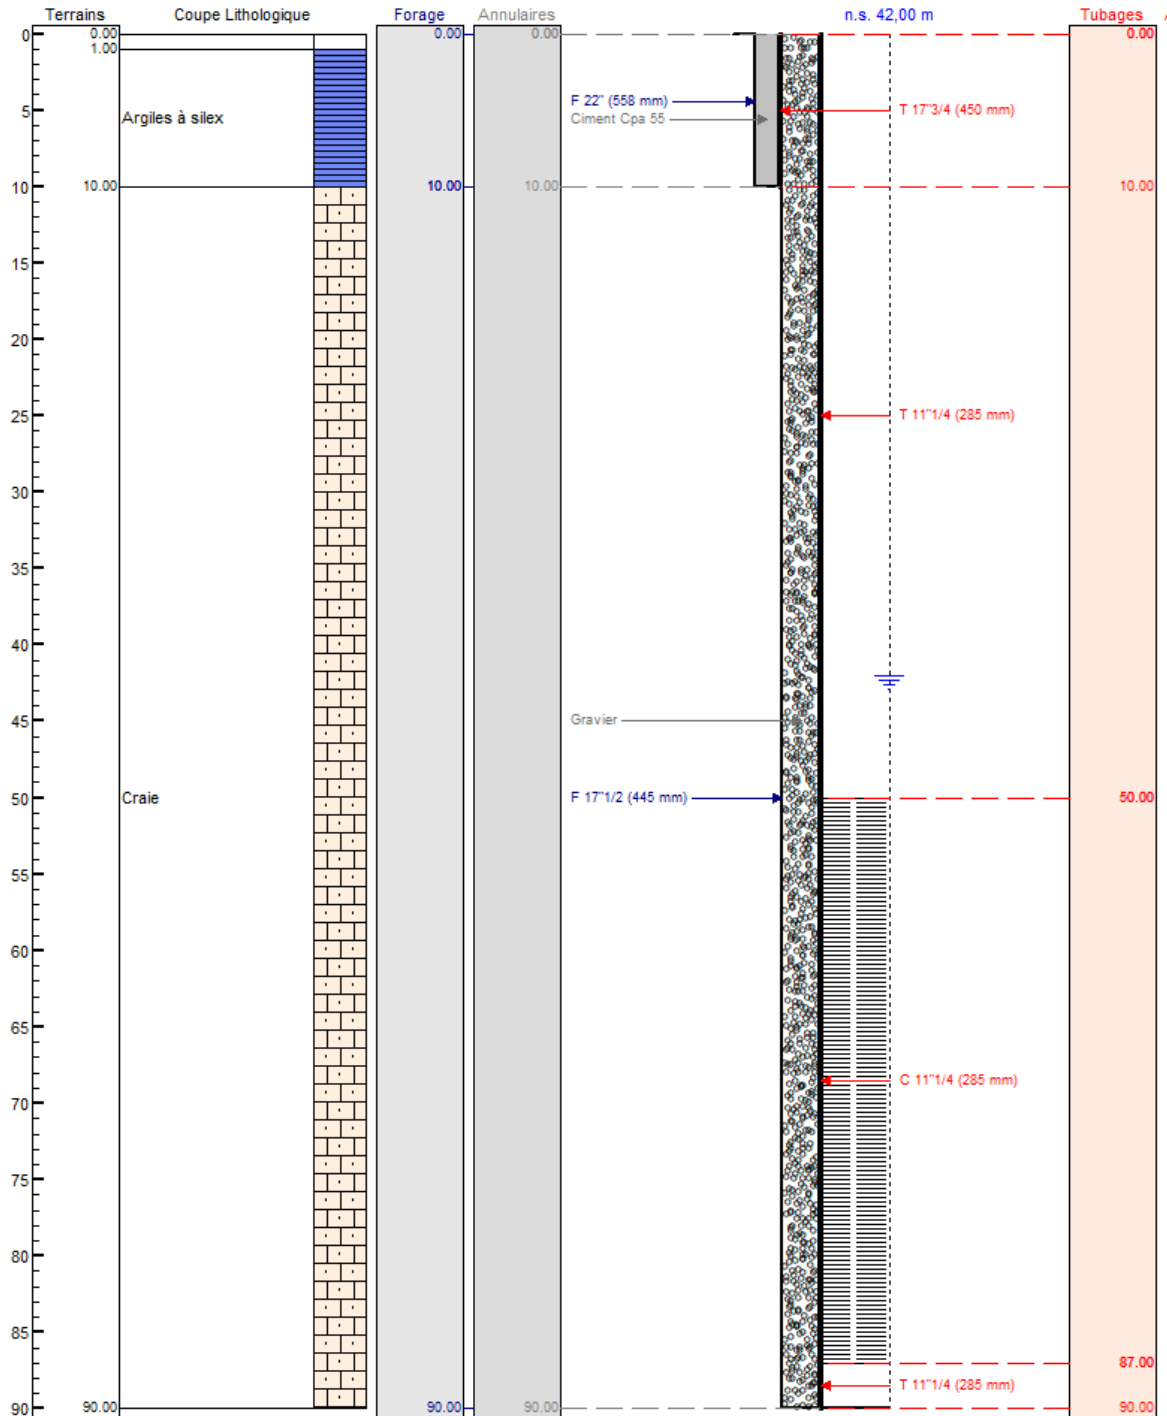 Terrains Coupe Lithologique Forage Annulaires n.s. 42,00 m Tubages
0 0.00 0.00 0.00 0.00
1.00
F 22" (558 mm)
5 Argiles à silex Ciment Cpa 55 T 17"3/4 (450 mm)
10 10.00 10.00 10.00 10.00
15
20
25 T 11"1/4 (285 mm)
30
35
40
45 Gravier
50 Craie F 17"1/2 (445 mm) 50.00
55
60
65
C 11"1/4 (285 mm)
70
75
80
85
87.00
T 11"1/4 (285 mm)
90 90.00 90.00 90.00 90.00